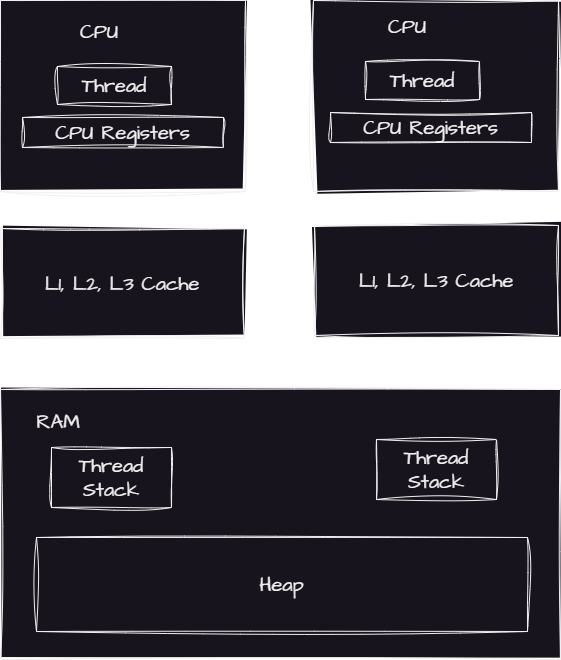 CPU
Thread
CPU Registers
CPU
Thread
CPU Registers
L1, L2, L3 Cache
L1, L2, L3 Cache
RAM
Thread
Stack
Thread
Stack
Heap